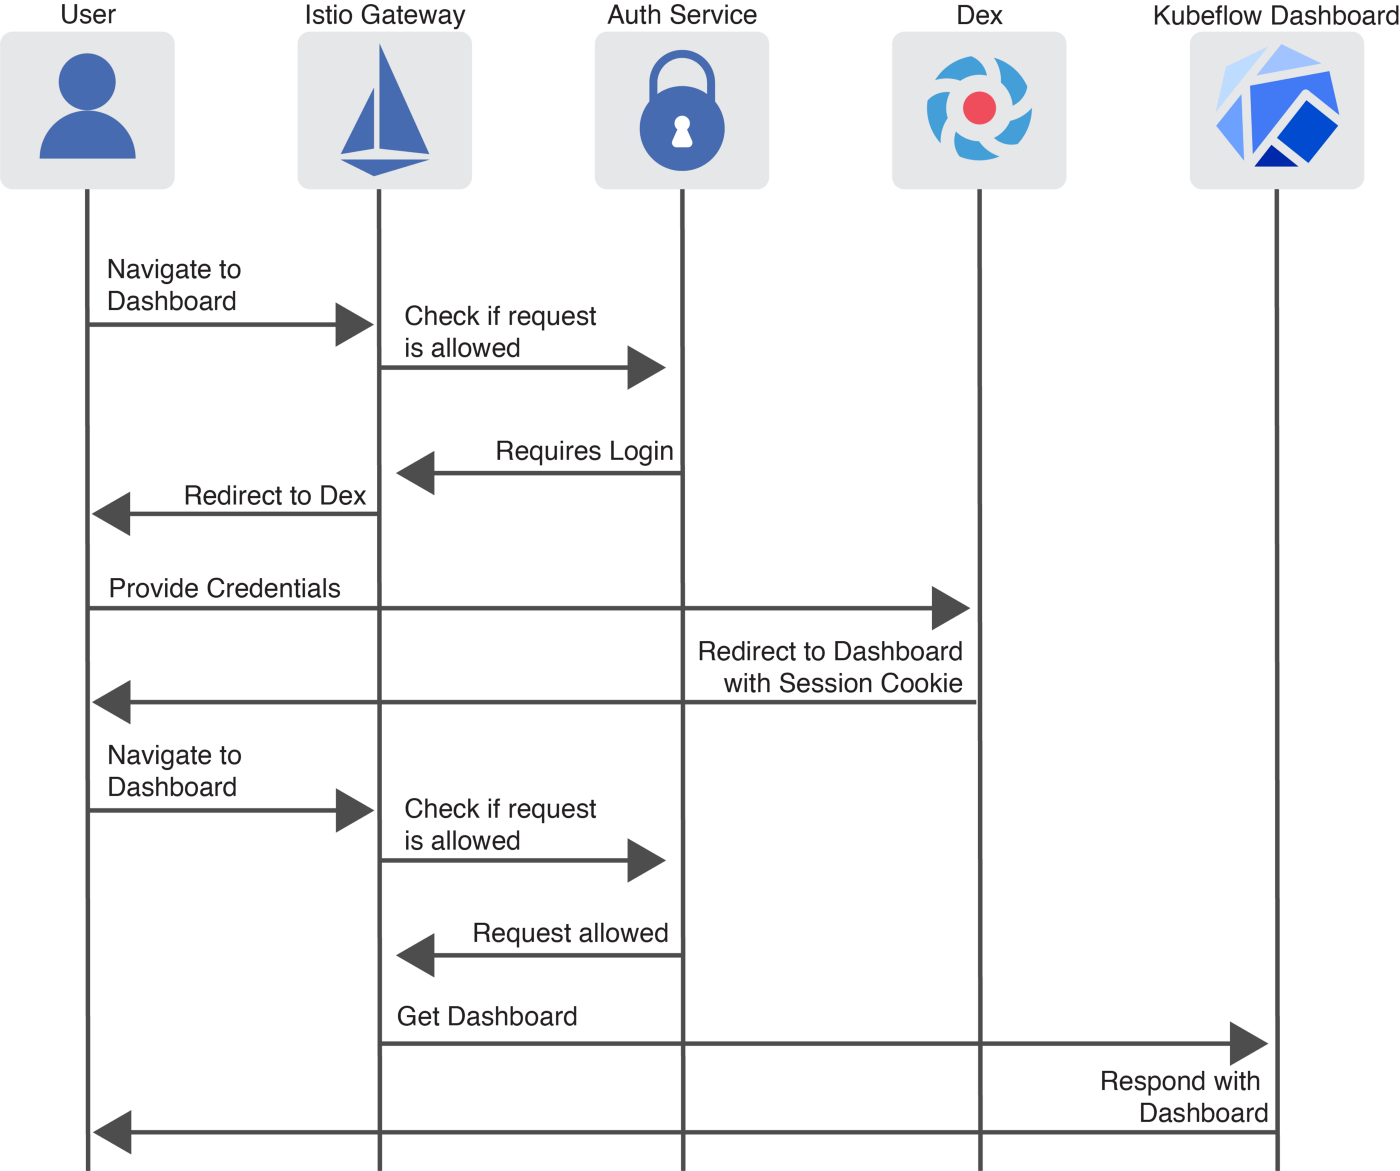 User
Istio Gateway
Auth Service
Dex
Kubeflow Dashboard
Navigate to
Dashboard
Check if request
is allowed
Requires Login
Redirect to Dex
Provide Credentials
Redirect to Dashboard
with Session Cookie
Navigate to
Dashboard
Check if request
is allowed
Request allowed
Get Dashboard
Respond with
Dashboard